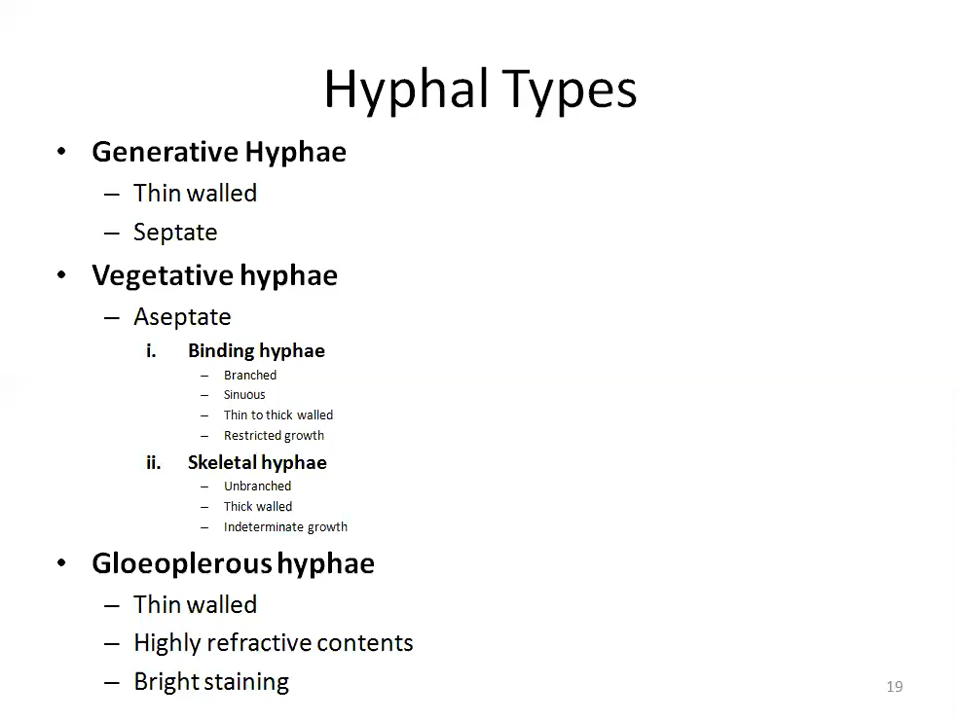 Hyphal Types
• Generative Hyphae
– Thin walled
– Septate
• Vegetative hyphae
– Aseptate
i. Binding hyphae
– Branched
– Sinuous
– Thin to thick walled
– Restricted growth
ii. Skeletal hyphae
– Unbranched
– Thick walled
– Indeterminate growth
• Gloeoplerous hyphae
– Thin walled
– Highly refractive contents
– Bright staining
19